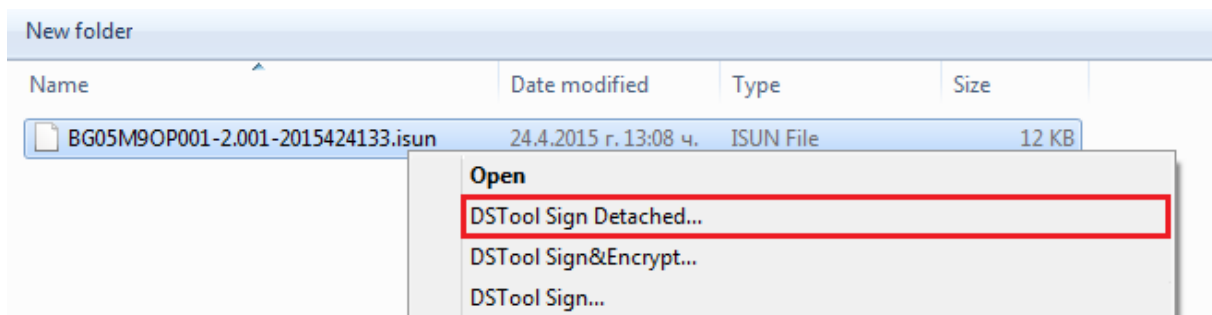 New folder
Name Date modified Type Size
BG05M9OP001-2.001-2015424133.isun 24.4.2015 г. 13:08 ч. ISUN File 12 KB
Open
DSTool Sign Detached...
DSTool Sign&Encrypt...
DSTool Sign...